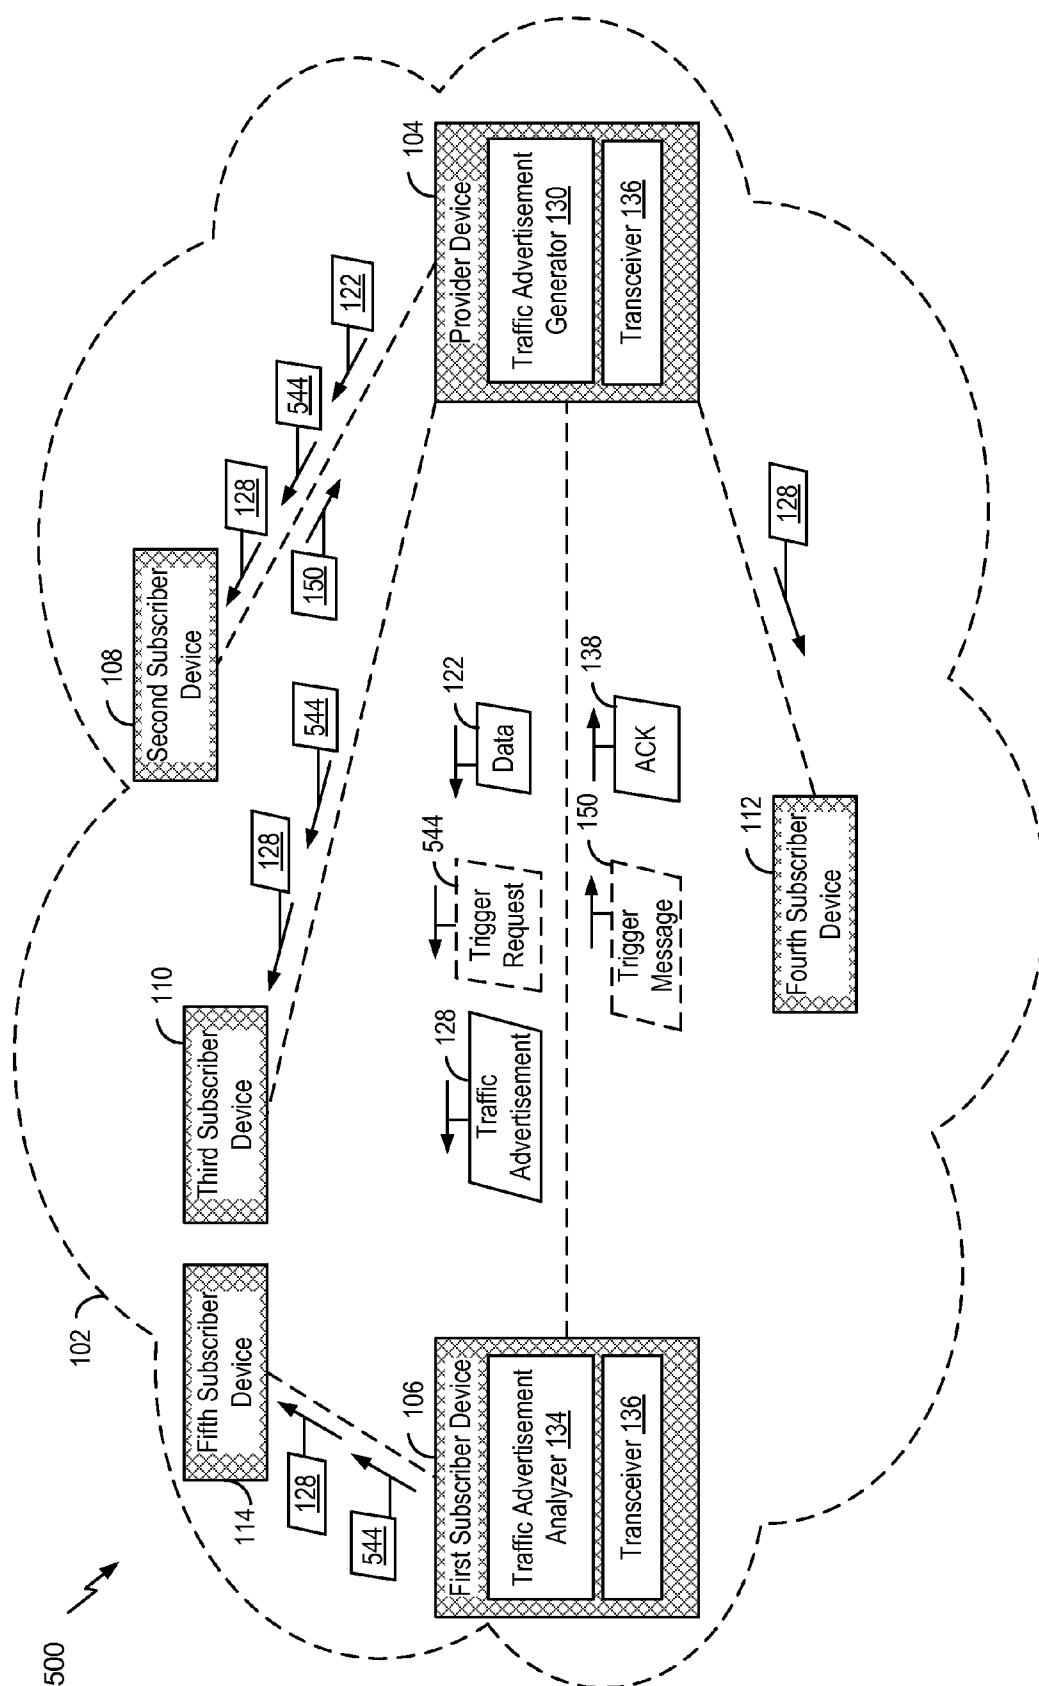 500
102
Fifth Subscriber
Device
114
128
544
First Subscriber Device
106
Traffic Advertisement
Analyzer 134
Transceiver 136
Third Subscriber
Device
110
128
544
Second Subscriber
Device
108
128
544
122
150
Traffic
Advertisement
128
Trigger
Request
544
Data
122
Trigger
Message
150
ACK
138
Provider Device
104
Traffic Advertisement
Generator 130
Transceiver 136
Fourth Subscriber
Device
112
128